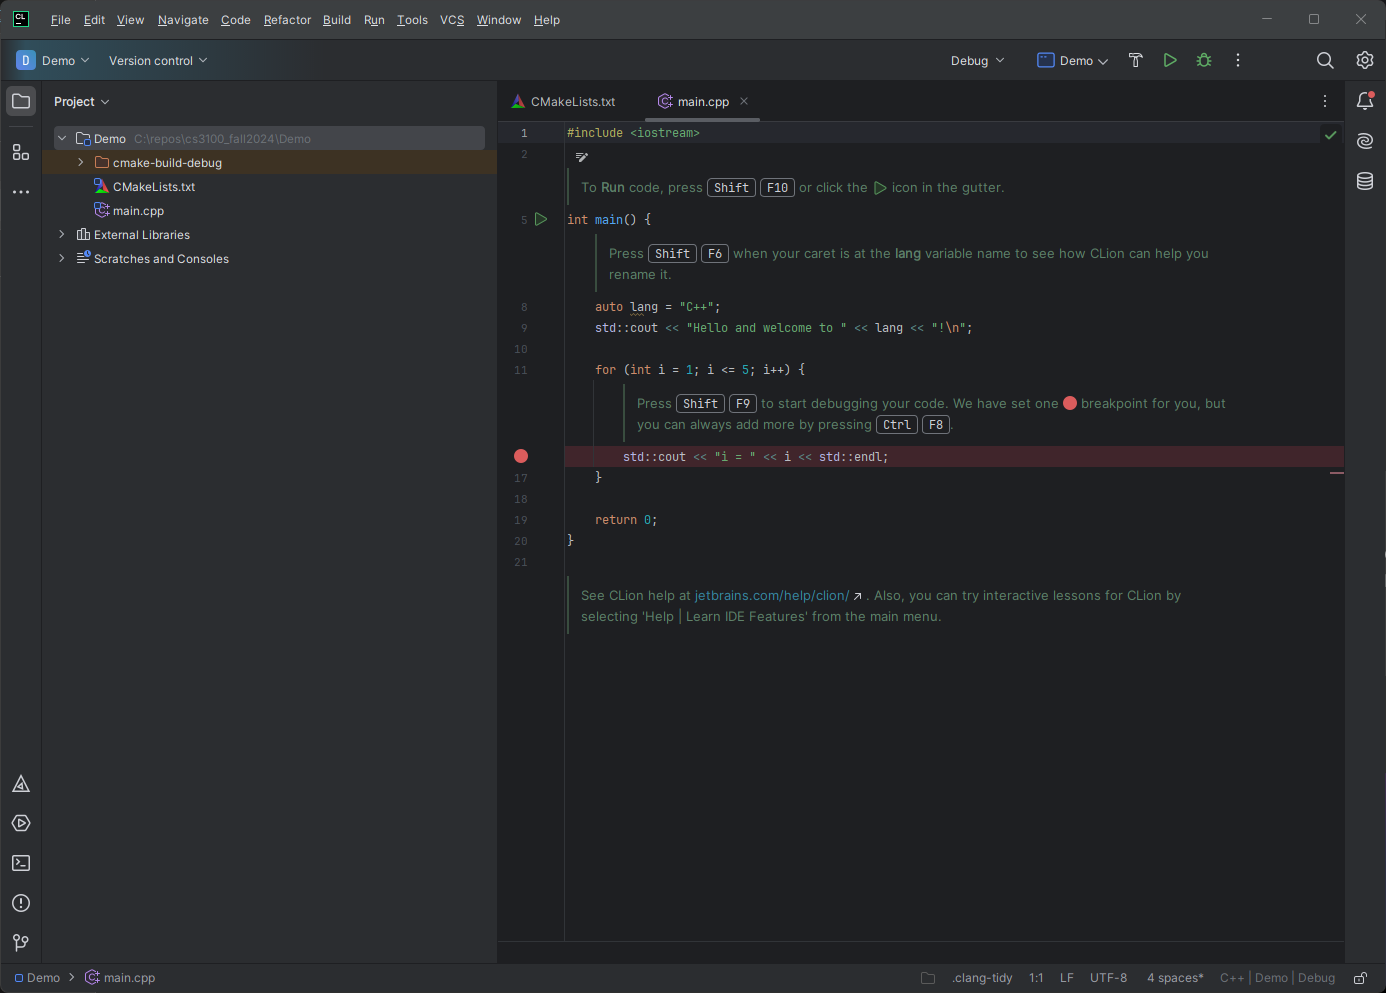 CL
File Edit View Navigate Code Refactor Build Run Tools VCS Window Help
D Demo Version control Debug Demo
Project
CMakeLists.txt main.cpp
Demo C:\repos\cs3100_fall2024\Demo
cmake-build-debug
CMakeLists.txt
main.cpp
External Libraries
Scratches and Consoles
1 #include <iostream>
2
To Run code, press Shift F10 or click the icon in the gutter.
5 int main() {
Press Shift F6 when your caret is at the lang variable name to see how CLion can help you
rename it.
8 auto lang = "C++";
9 std::cout << "Hello and welcome to " << lang << "!\n";
10
11 for (int i = 1; i <= 5; i++) {
Press Shift F9 to start debugging your code. We have set one breakpoint for you, but
you can always add more by pressing Ctrl F8.
std::cout << "i = " << i << std::endl;
17 }
18
19 return 0;
20 }
21
See CLion help at jetbrains.com/help/clion/ . Also, you can try interactive lessons for CLion by
selecting 'Help | Learn IDE Features' from the main menu.
Demo main.cpp .clang-tidy 1:1 LF UTF-8 4 spaces* C++ | Demo | Debug